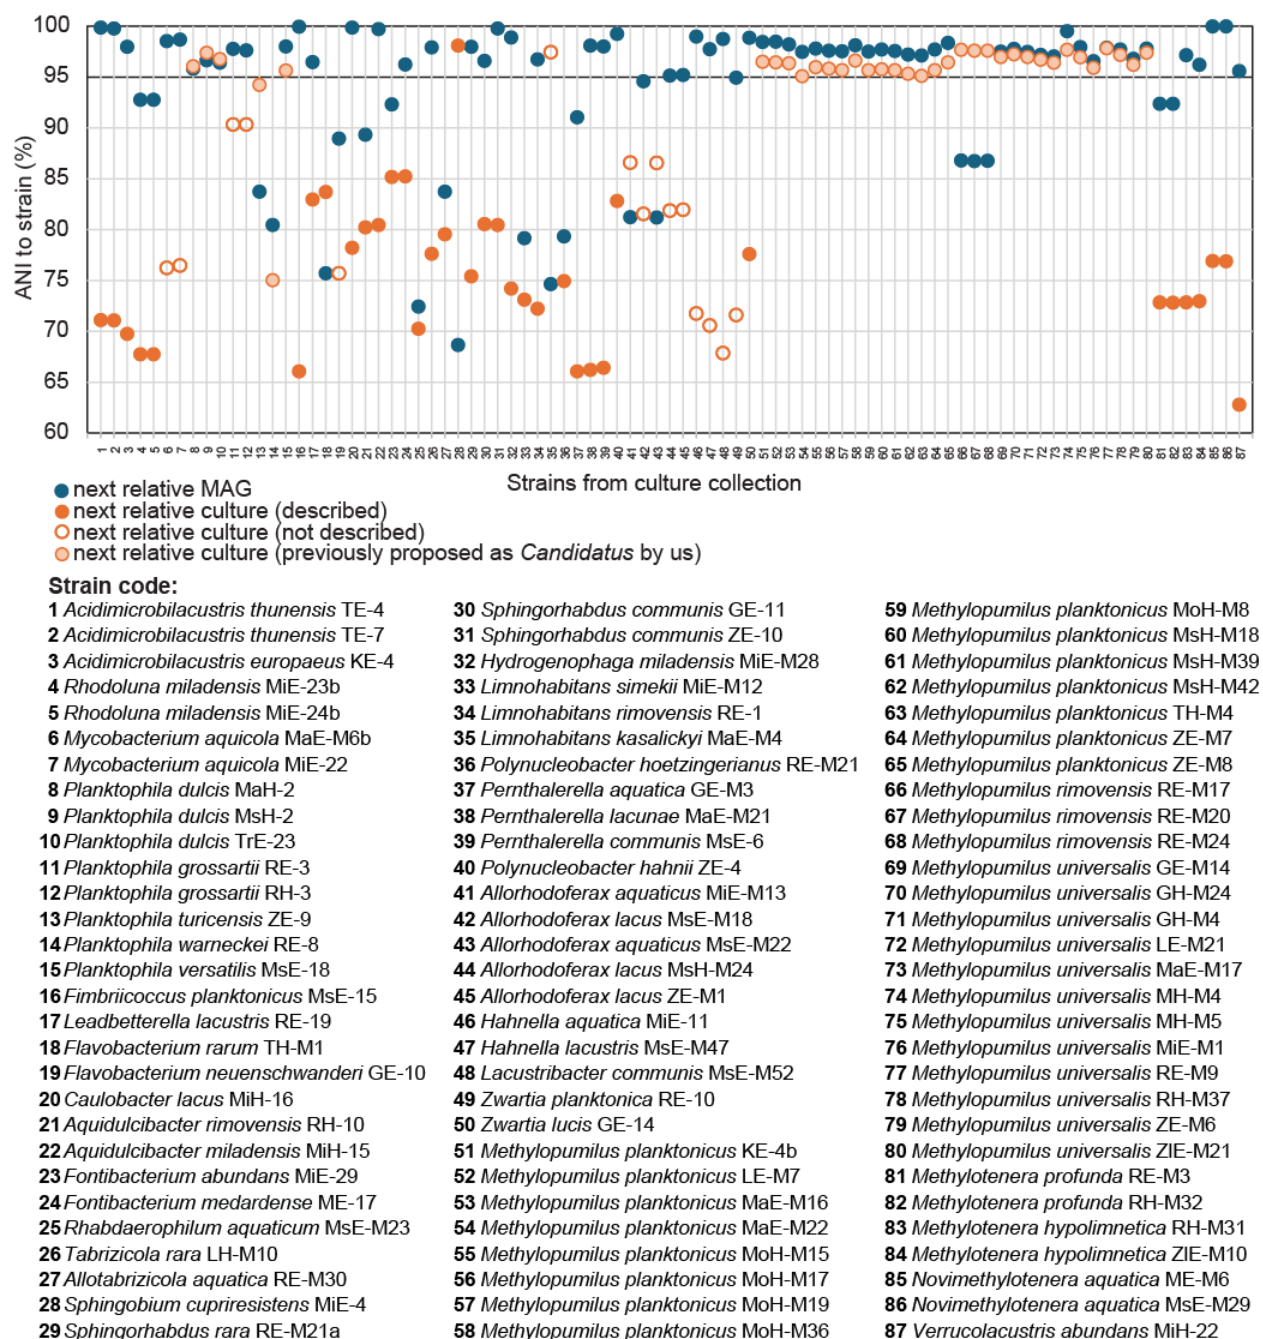 100
95
90
85
80
75
70
65
60
ANI to strain (%)
1 2 3 4 5 6 7 8 9 10 11 12 13 14 15 16 17 18 19 20 21 22 23 24 25 26 27 28 29 30 31 32 33 34 35 36 37 38 39 40 41 42 43 44 45 46 47 48 49 50 51 52 53 54 55 56 57 58 59 60 61 62 63 64 65 66 67 68 69 70 71 72 73 74 75 76 77 78 79 80 81 82 83 84 85 86 87
Strains from culture collection
next relative MAG
next relative culture (described)
next relative culture (not described)
next relative culture (previously proposed as Candidatus by us)
Strain code:
1 Acidimicrobilacustris thunensis TE-4
2 Acidimicrobilacustris thunensis TE-7
3 Acidimicrobilacustris europaeus KE-4
4 Rhodoluna miladensis MiE-23b
5 Rhodoluna miladensis MiE-24b
6 Mycobacterium aquicola MaE-M6b
7 Mycobacterium aquicola MiE-22
8 Planktophila dulcis MaH-2
9 Planktophila dulcis MsH-2
10 Planktophila dulcis TrE-23
11 Planktophila grossartii RE-3
12 Planktophila grossartii RH-3
13 Planktophila turicensis ZE-9
14 Planktophila warneckei RE-8
15 Planktophila versatilis MsE-18
16 Fimbriicoccus planktonicus MsE-15
17 Leadbetterella lacustris RE-19
18 Flavobacterium rarum TH-M1
19 Flavobacterium neuenschwanderi GE-10
20 Caulobacter lacus MiH-16
21 Aquidulcibacter rimovensis RH-10
22 Aquidulcibacter miladensis MiH-15
23 Fontibacterium abundans MiE-29
24 Fontibacterium medardense ME-17
25 Rhabdaerophilum aquaticum MsE-M23
26 Tabrizicola rara LH-M10
27 Allotabrizicola aquatica RE-M30
28 Sphingobium cupriresistens MiE-4
29 Sphingorhabdus rara RE-M21a
30 Sphingorhabdus communis GE-11
31 Sphingorhabdus communis ZE-10
32 Hydrogenophaga miladensis MiE-M28
33 Limnohabitans simekii MiE-M12
34 Limnohabitans rimovensis RE-1
35 Limnohabitans kasalickyi MaE-M4
36 Polynucleobacter hoetzingerianus RE-M21
37 Pernthalerella aquatica GE-M3
38 Pernthalerella lacunae MaE-M21
39 Pernthalerella communis MsE-6
40 Polynucleobacter hahnii ZE-4
41 Allorhodoferax aquaticus MiE-M13
42 Allorhodoferax lacus MsE-M18
43 Allorhodoferax aquaticus MsE-M22
44 Allorhodoferax lacus MsH-M24
45 Allorhodoferax lacus ZE-M1
46 Hahnella aquatica MiE-11
47 Hahnella lacustris MsE-M47
48 Lacustribacter communis MsE-M52
49 Zwartia planktonica RE-10
50 Zwartia lucis GE-14
51 Methylopumilus planktonicus KE-4b
52 Methylopumilus planktonicus LE-M7
53 Methylopumilus planktonicus MaE-M16
54 Methylopumilus planktonicus MaE-M22
55 Methylopumilus planktonicus MoH-M15
56 Methylopumilus planktonicus MoH-M17
57 Methylopumilus planktonicus MoH-M19
58 Methylopumilus planktonicus MoH-M36
59 Methylopumilus planktonicus MoH-M8
60 Methylopumilus planktonicus MsH-M18
61 Methylopumilus planktonicus MsH-M39
62 Methylopumilus planktonicus MsH-M42
63 Methylopumilus planktonicus TH-M4
64 Methylopumilus planktonicus ZE-M7
65 Methylopumilus planktonicus ZE-M8
66 Methylopumilus rimovensis RE-M17
67 Methylopumilus rimovensis RE-M20
68 Methylopumilus rimovensis RE-M24
69 Methylopumilus universalis GE-M14
70 Methylopumilus universalis GH-M24
71 Methylopumilus universalis GH-M4
72 Methylopumilus universalis LE-M21
73 Methylopumilus universalis MaE-M17
74 Methylopumilus universalis MH-M4
75 Methylopumilus universalis MH-M5
76 Methylopumilus universalis MiE-M1
77 Methylopumilus universalis RE-M9
78 Methylopumilus universalis RH-M37
79 Methylopumilus universalis ZE-M6
80 Methylopumilus universalis ZIE-M21
81 Methylotenera profunda RE-M3
82 Methylotenera profunda RH-M32
83 Methylotenera hypolimnetica RH-M31
84 Methylotenera hypolimnetica ZIE-M10
85 Novimethylotenera aquatica ME-M6
86 Novimethylotenera aquatica MsE-M29
87 Verrucolacustris abundans MiH-22